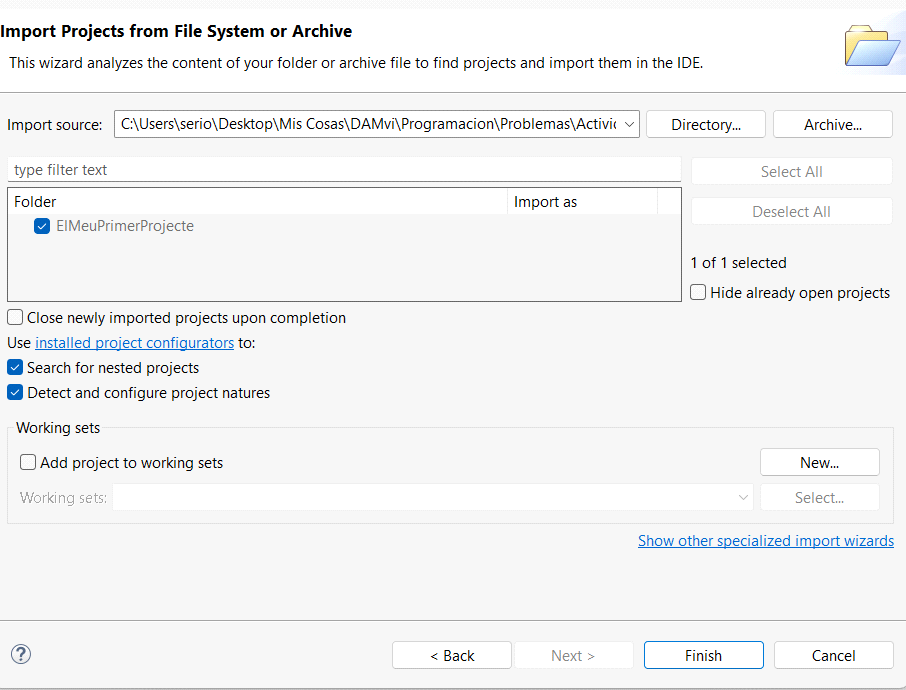 Import Projects from File System or Archive
This wizard analyzes the content of your folder or archive file to find projects and import them in the IDE.
Import source: C:\Users\serio\Desktop\Mis Cosas\DAMvi\Programacion\Problemas\Activic Directory... Archive...
type filter text Select All
Folder Import as
ElMeuPrimerProjecte Deselect All
1 of 1 selected
Hide already open projects
Close newly imported projects upon completion
Use installed project configurators to:
Search for nested projects
Detect and configure project natures
Working sets
Add project to working sets New...
Working sets: Select...
Show other specialized import wizards
? < Back Next > Finish Cancel